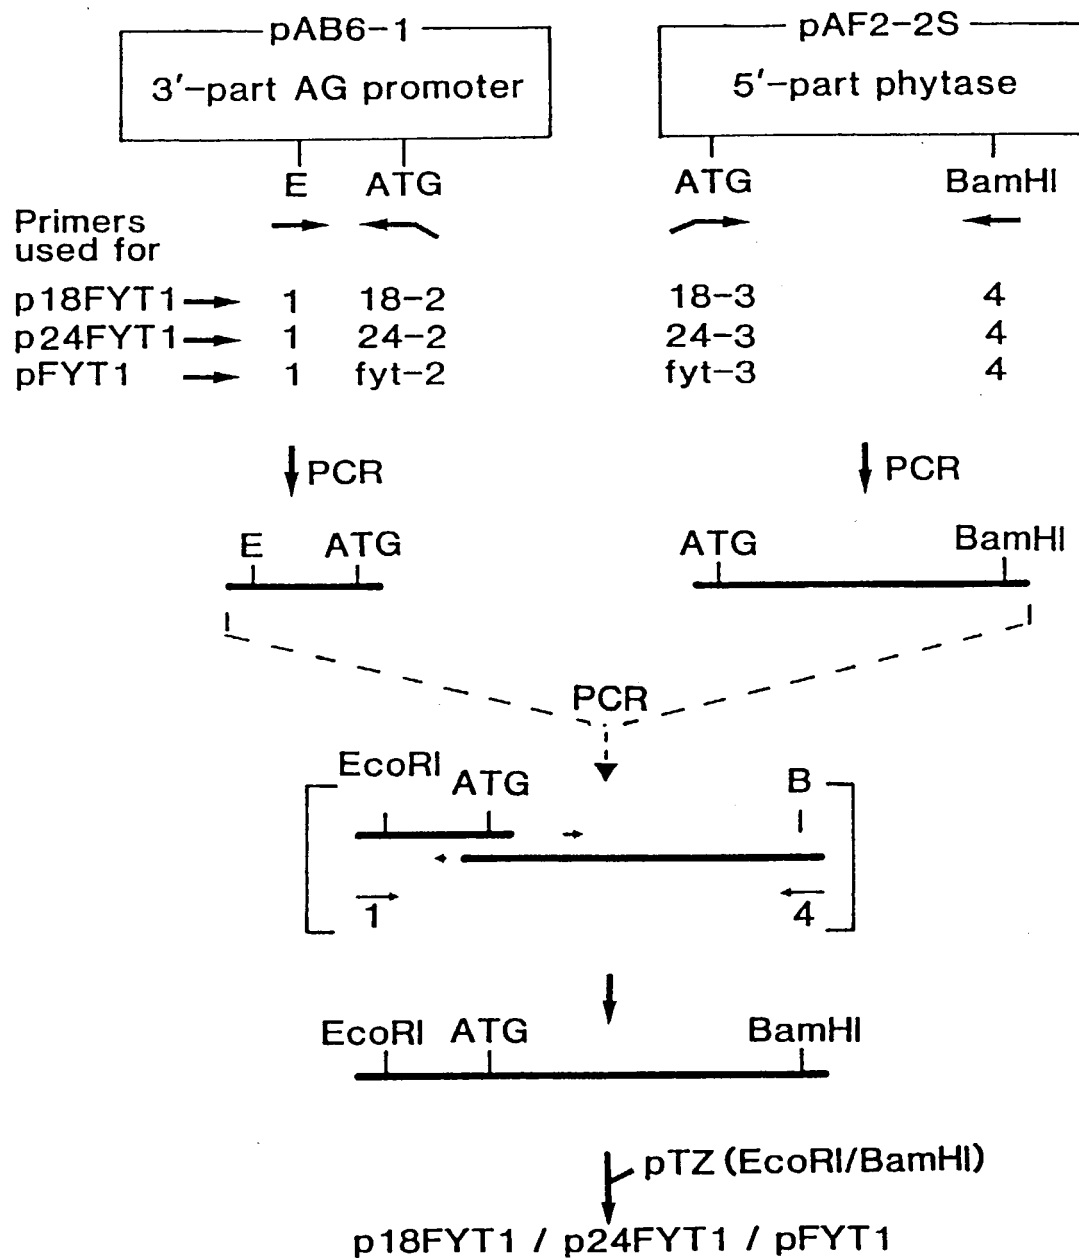 pAB6-1
pAF2-2S
3'-part AG promoter
5'-part phytase
E ATG
ATG BamHI
Primers
used for
p18FYT1 1 18-2 18-3 4
p24FYT1 1 24-2 24-3 4
pFYT1 1 fyt-2 fyt-3 4
PCR
PCR
E ATG
ATG BamHI
PCR
EcoRI ATG B
1 4
EcoRI ATG BamHI
pTZ (EcoRI/BamHI)
p18FYT1 / p24FYT1 / pFYT1